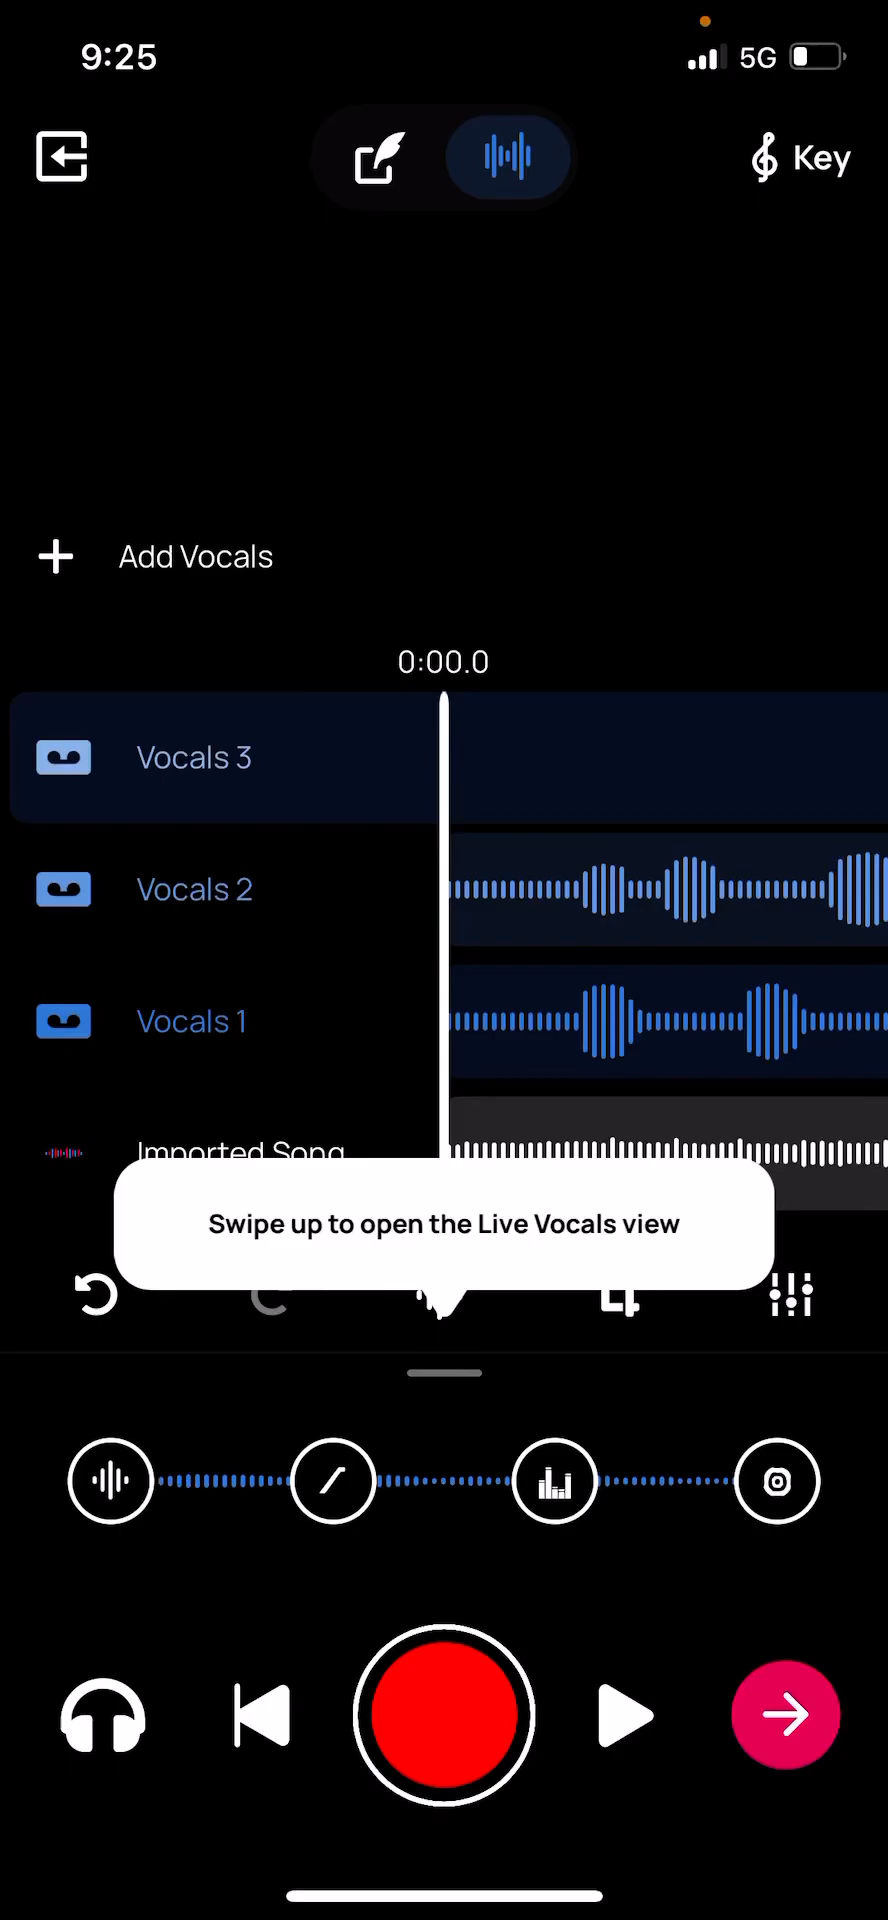 9:25
5G
Key
Add Vocals
0:00.0
Vocals 3
Vocals 2
Vocals 1
Imported Song
Swipe up to open the Live Vocals view